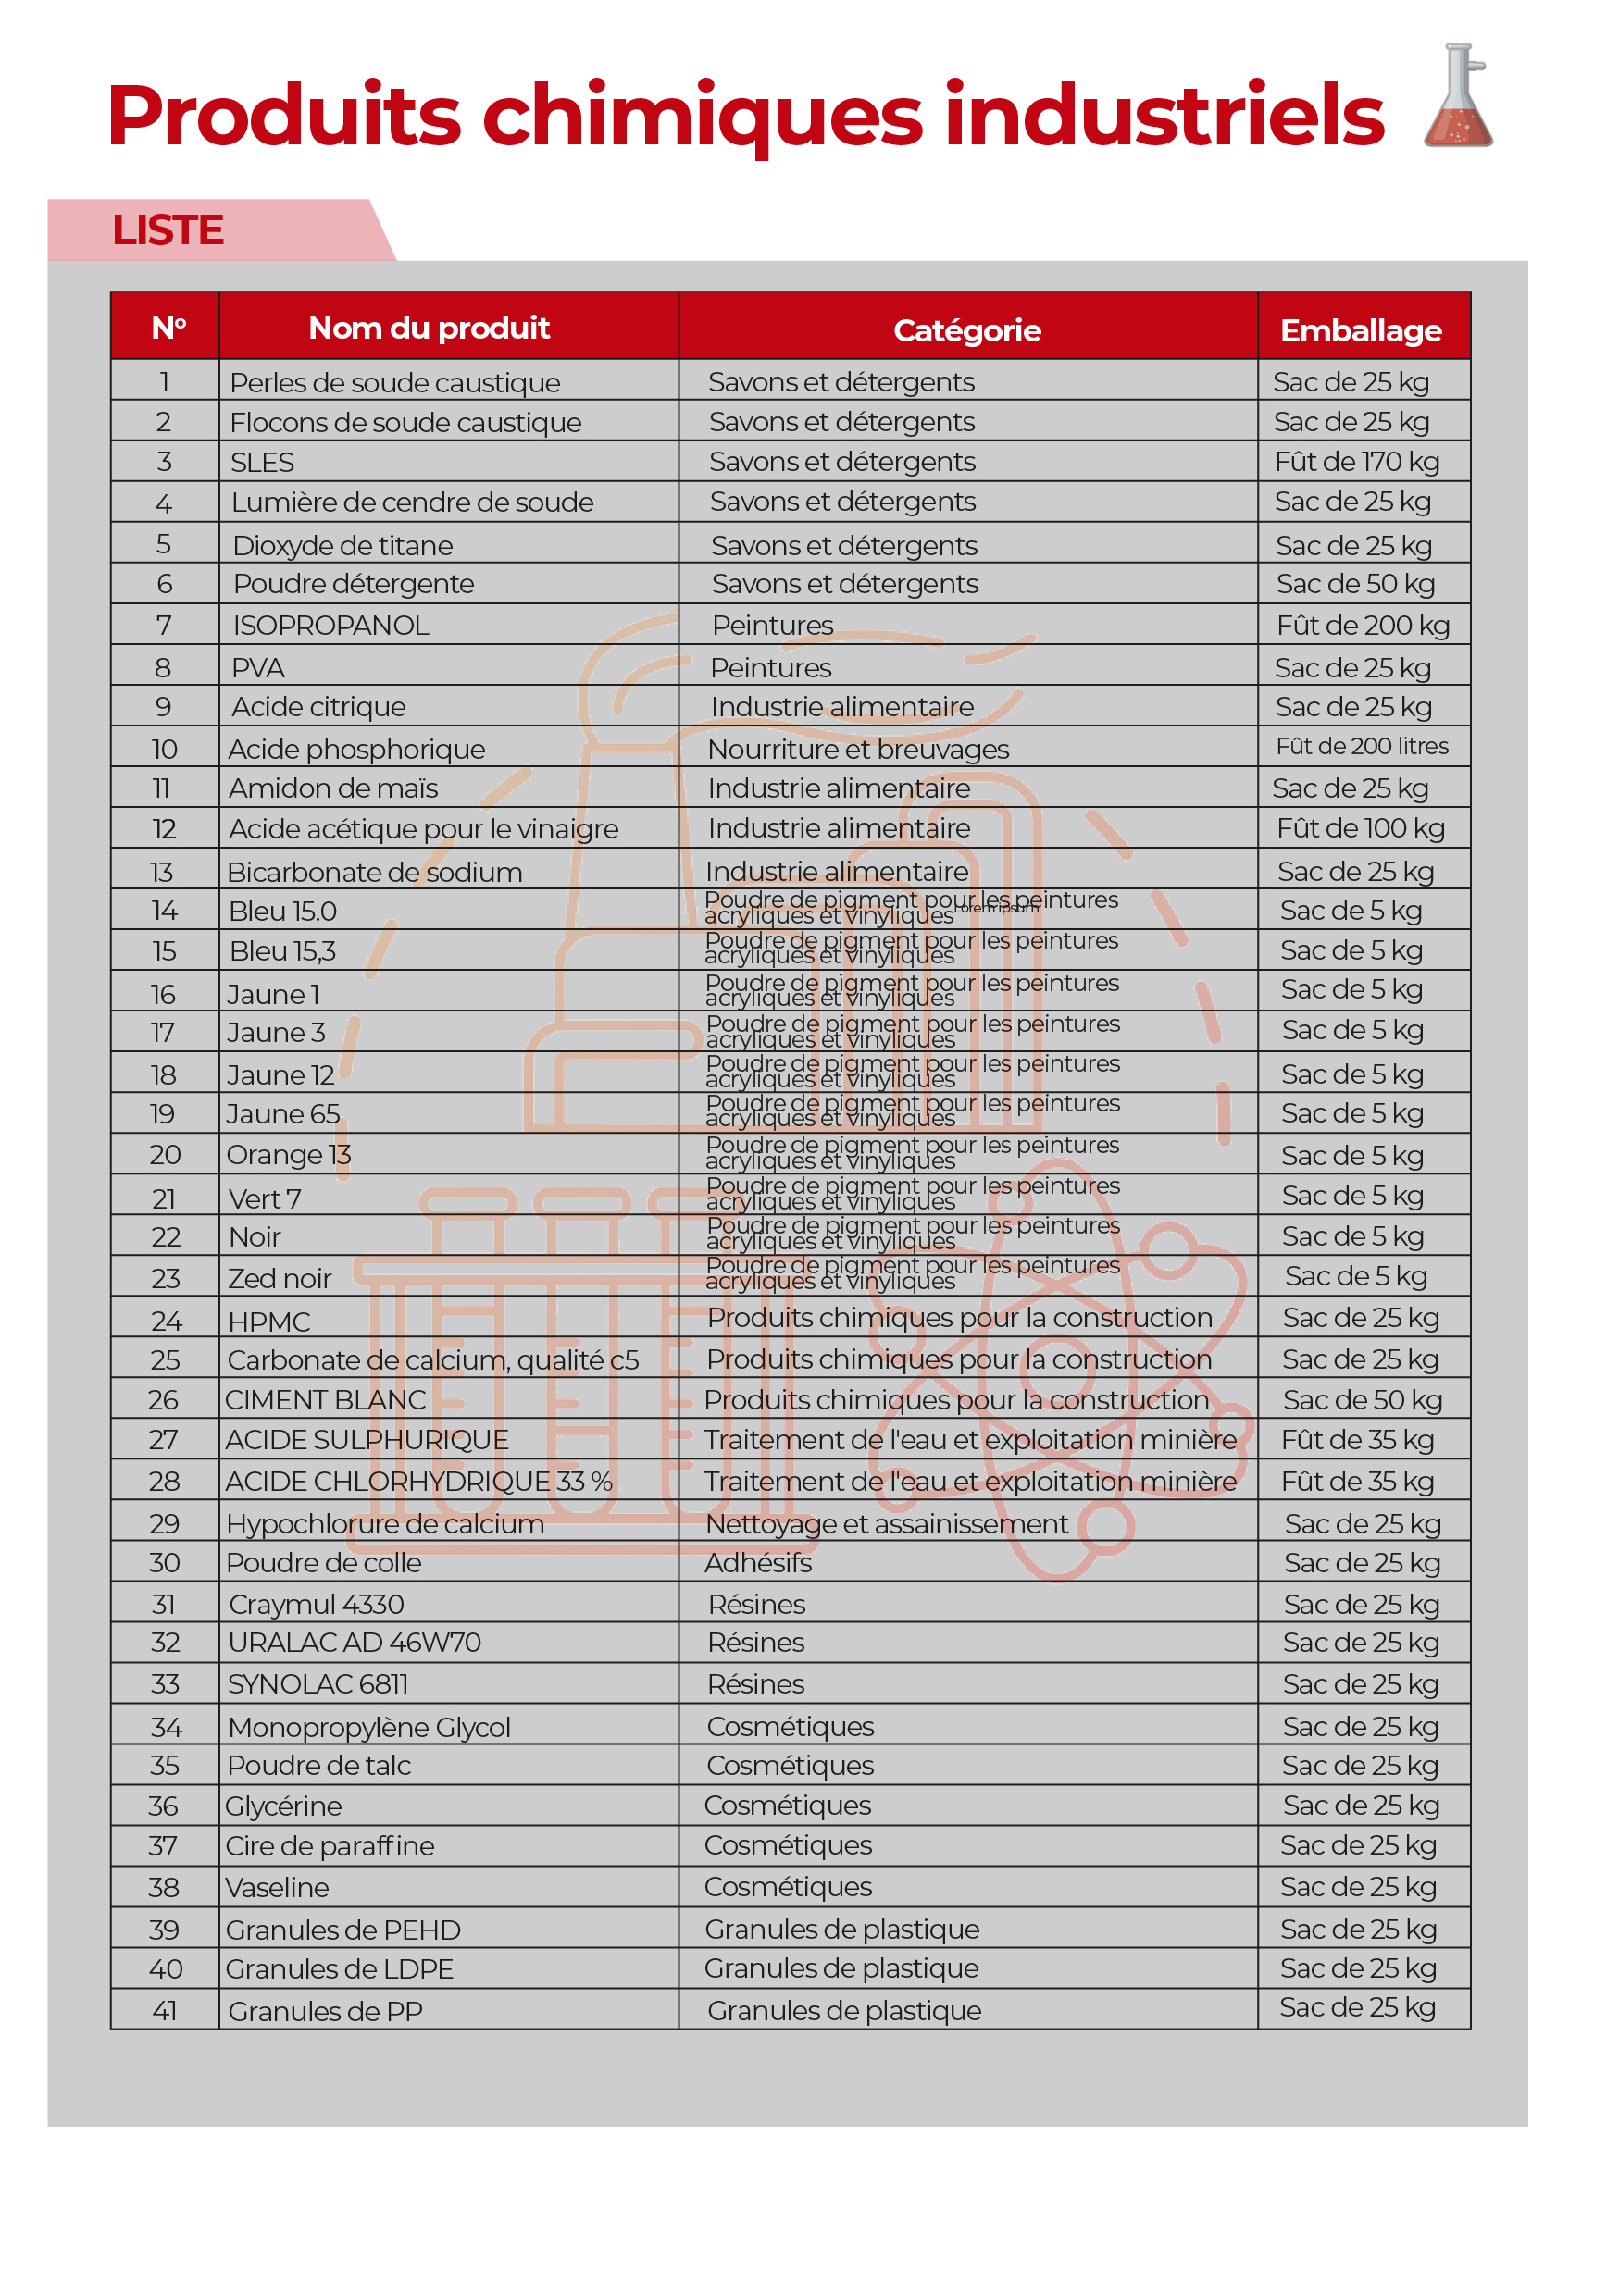 Produits chimiques industriels
LISTE
N° Nom du produit Catégorie Emballage
1 Perles de soude caustique Savons et détergents Sac de 25 kg
2 Flocons de soude caustique Savons et détergents Sac de 25 kg
3 SLES Savons et détergents Fût de 170 kg
4 Lumière de cendre de soude Savons et détergents Sac de 25 kg
5 Dioxyde de titane Savons et détergents Sac de 25 kg
6 Poudre détergente Savons et détergents Sac de 50 kg
7 ISOPROPANOL Peintures Fût de 200 kg
8 PVA Peintures Sac de 25 kg
9 Acide citrique Industrie alimentaire Sac de 25 kg
10 Acide phosphorique Nourriture et breuvages Fût de 200 litres
11 Amidon de maïs Industrie alimentaire Sac de 25 kg
12 Acide acétique pour le vinaigre Industrie alimentaire Fût de 100 kg
13 Bicarbonate de sodium Industrie alimentaire Sac de 25 kg
14 Bleu 15.0 Poudre de pigment pour les peintures
acryliques et vinyliques Lorem ipsum Sac de 5 kg
15 Bleu 15,3 Poudre de pigment pour les peintures
acryliques et vinyliques Sac de 5 kg
16 Jaune 1 Poudre de pigment pour les peintures
acryliques et vinyliques Sac de 5 kg
17 Jaune 3 Poudre de pigment pour les peintures
acryliques et vinyliques Sac de 5 kg
18 Jaune 12 Poudre de pigment pour les peintures
acryliques et vinyliques Sac de 5 kg
19 Jaune 65 Poudre de pigment pour les peintures
acryliques et vinyliques Sac de 5 kg
20 Orange 13 Poudre de pigment pour les peintures
acryliques et vinyliques Sac de 5 kg
21 Vert 7 Poudre de pigment pour les peintures
acryliques et vinyliques Sac de 5 kg
22 Noir Poudre de pigment pour les peintures
acryliques et vinyliques Sac de 5 kg
23 Zed noir Poudre de pigment pour les peintures
acryliques et vinyliques Sac de 5 kg
24 HPMC Produits chimiques pour la construction Sac de 25 kg
25 Carbonate de calcium, qualité c5 Produits chimiques pour la construction Sac de 25 kg
26 CIMENT BLANC Produits chimiques pour la construction Sac de 50 kg
27 ACIDE SULPHURIQUE Traitement de l'eau et exploitation minière Fût de 35 kg
28 ACIDE CHLORHYDRIQUE 33 % Traitement de l'eau et exploitation minière Fût de 35 kg
29 Hypochlorure de calcium Nettoyage et assainissement Sac de 25 kg
30 Poudre de colle Adhésifs Sac de 25 kg
31 Craymul 4330 Résines Sac de 25 kg
32 URALAC AD 46W70 Résines Sac de 25 kg
33 SYNOLAC 6811 Résines Sac de 25 kg
34 Monopropylène Glycol Cosmétiques Sac de 25 kg
35 Poudre de talc Cosmétiques Sac de 25 kg
36 Glycérine Cosmétiques Sac de 25 kg
37 Cire de paraffine Cosmétiques Sac de 25 kg
38 Vaseline Cosmétiques Sac de 25 kg
39 Granules de PEHD Granules de plastique Sac de 25 kg
40 Granules de LDPE Granules de plastique Sac de 25 kg
41 Granules de PP Granules de plastique Sac de 25 kg